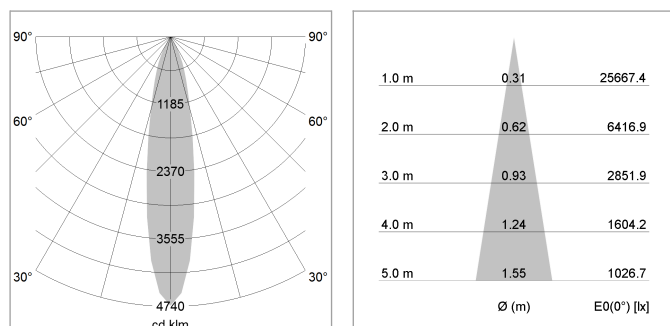 90° 90°
1185
60° 60°
2370
3555
30° 30°
4740
cd klm
1.0 m 0.31 25667.4
2.0 m 0.62 6416.9
3.0 m 0.93 2851.9
4.0 m 1.24 1604.2
5.0 m 1.55 1026.7
Ø (m) E0(0°) [lx]